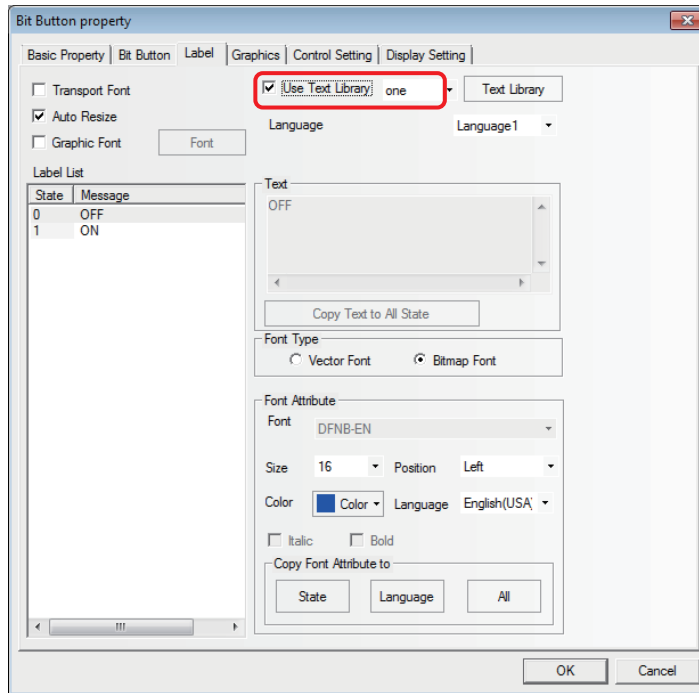 Bit Button property
Basic Property Bit Button Label Graphics Control Setting Display Setting
Transport Font
Auto Resize
Graphic Font Font
Use Text Library one Text Library
Language Language1
Label List
State Message
0 OFF
1 ON
Text
OFF
Copy Text to All State
Font Type
Vector Font Bitmap Font
Font Attribute
Font DFNB-EN
Size 16 Position Left
Color Color Language English(USA)
Italic Bold
Copy Font Attribute to
State Language All
OK Cancel